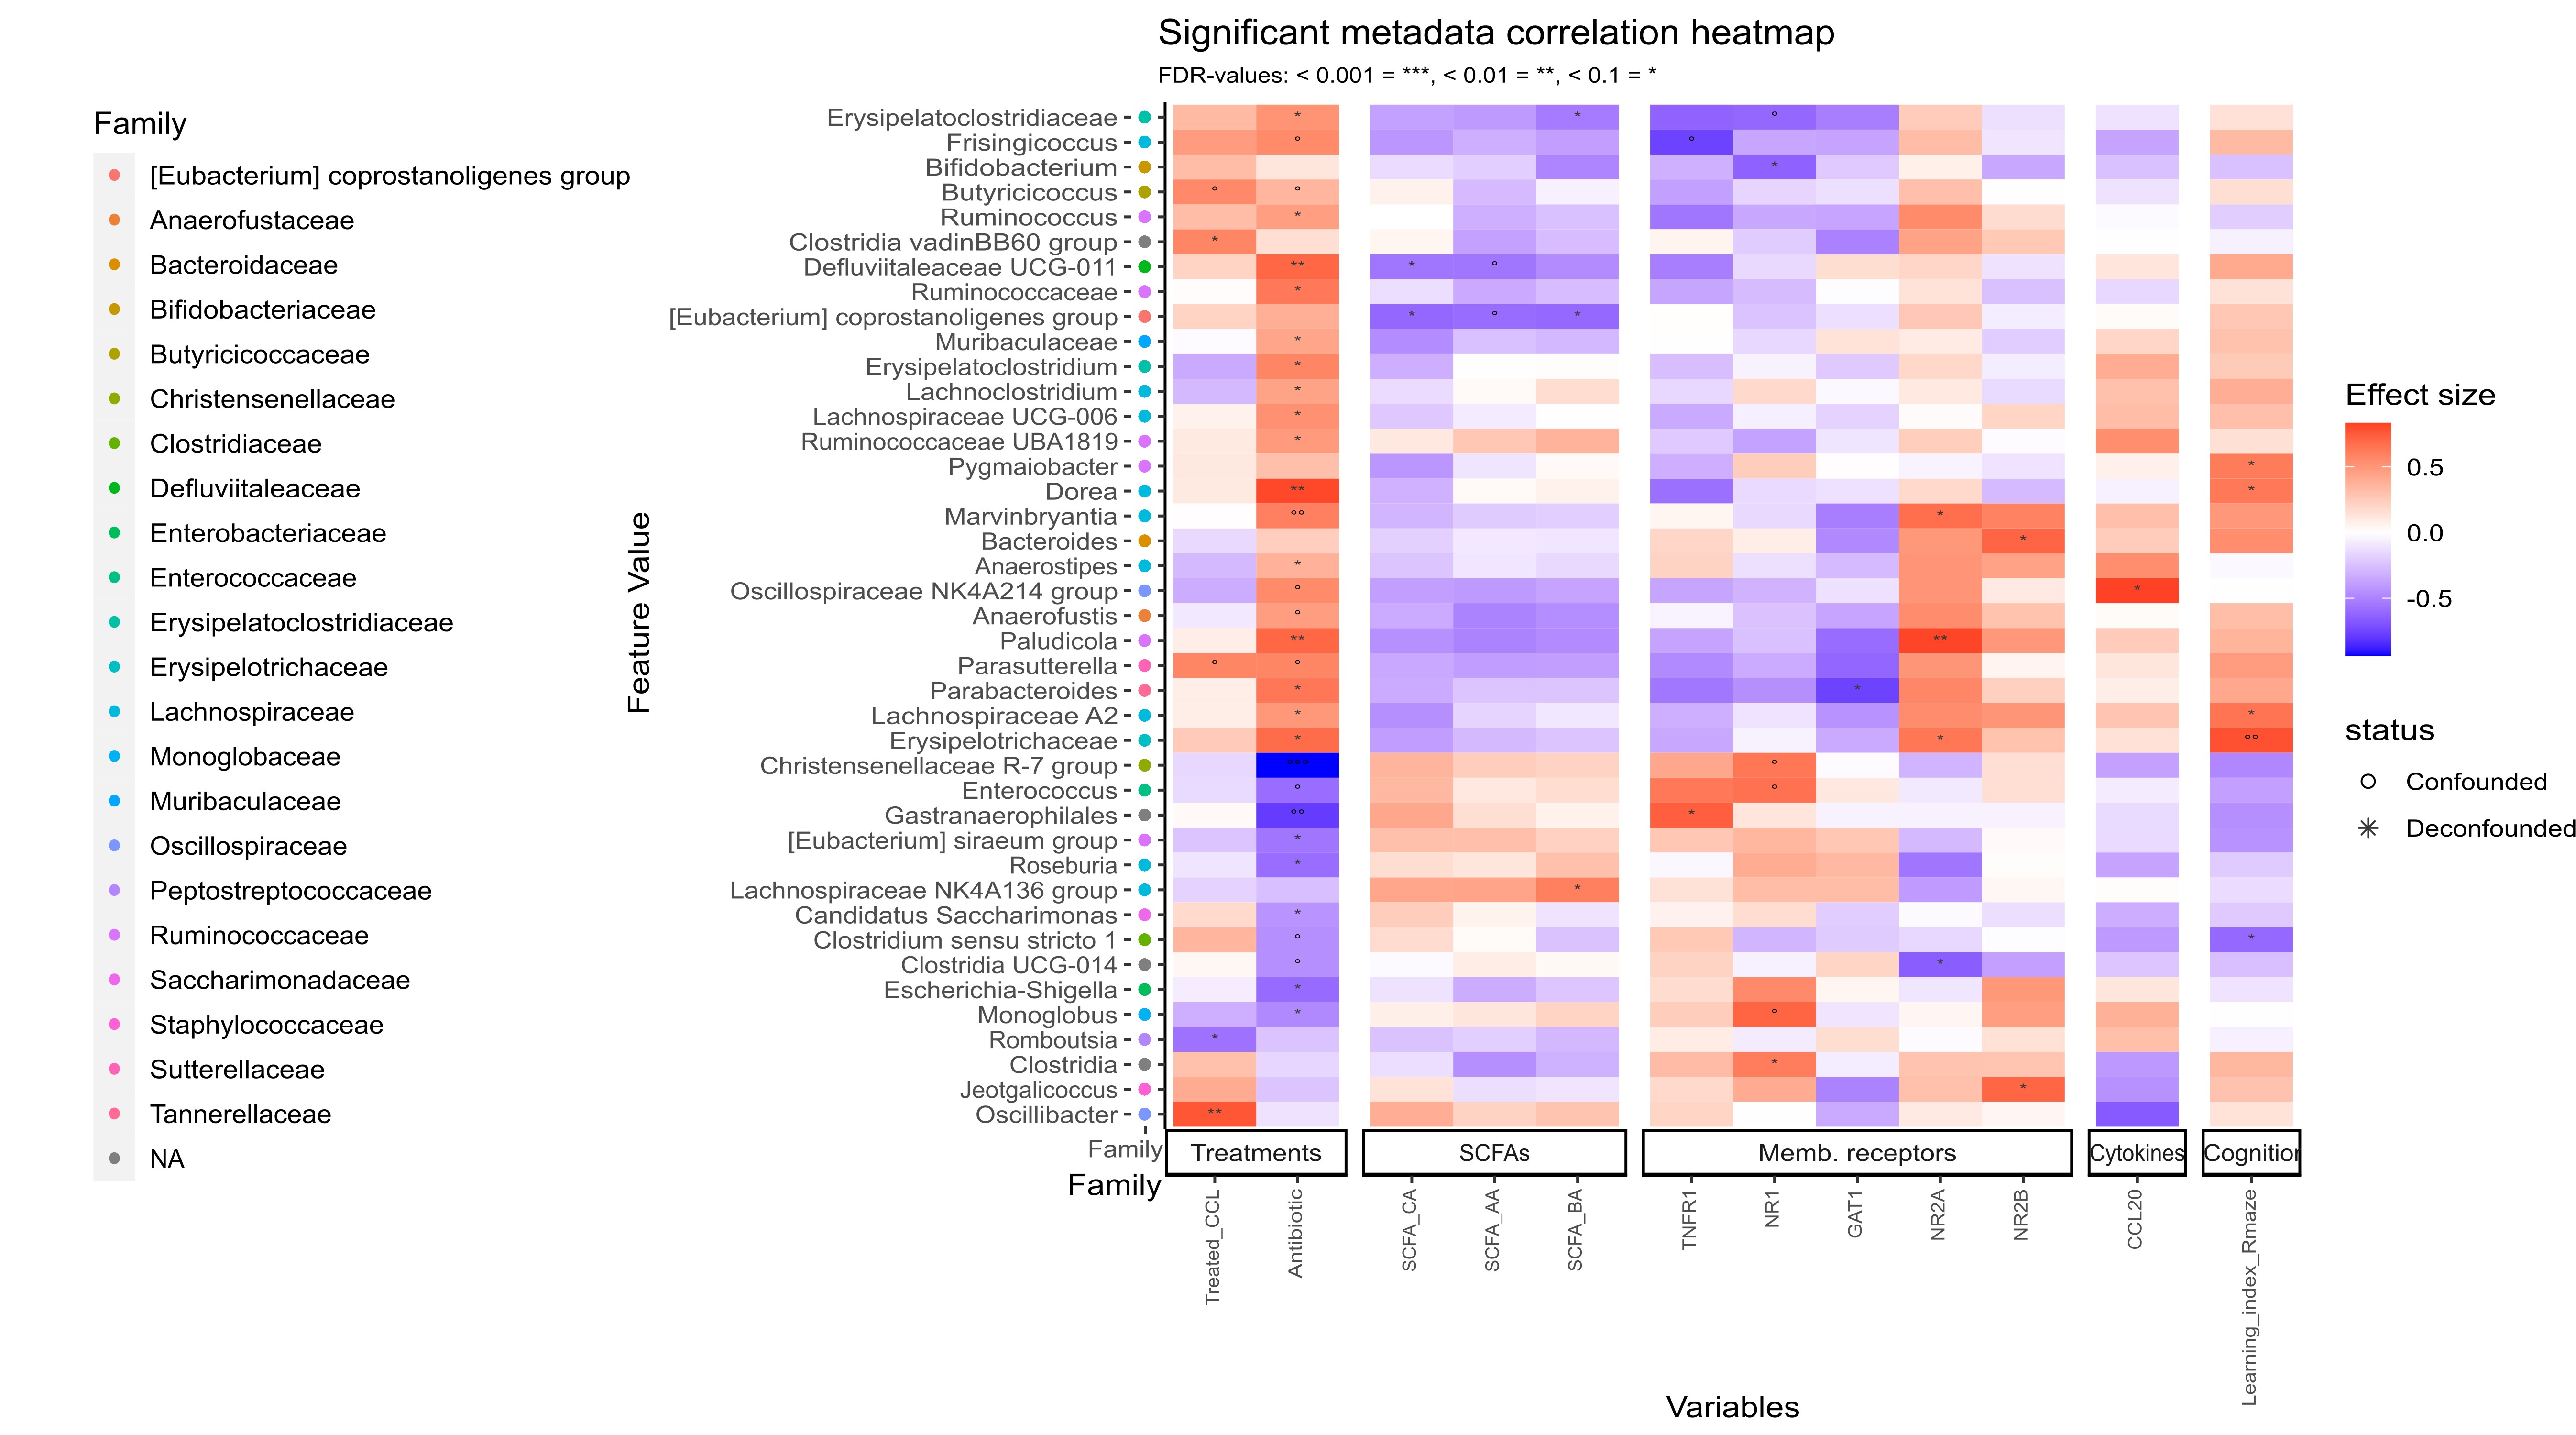 Significant metadata correlation heatmap
FDR-values: < 0.001 = ***, < 0.01 = **, < 0.1 = *
Family
[Eubacterium] coprostanoligenes group
Anaerofustaceae
Bacteroidaceae
Bifidobacteriaceae
Butyricicoccaceae
Christensenellaceae
Clostridiaceae
Defluviitaleaceae
Enterobacteriaceae
Enterococcaceae
Erysipelatoclostridiaceae
Erysipelotrichaceae
Lachnospiraceae
Monoglobaceae
Muribaculaceae
Oscillospiraceae
Peptostreptococcaceae
Ruminococcaceae
Saccharimonadaceae
Staphylococcaceae
Sutterellaceae
Tannerellaceae
NA
Feature Value
Erysipelatoclostridiaceae
Frisingicoccus
Bifidobacterium
Butyricicoccus
Ruminococcus
Clostridia vadinBB60 group
Defluviitaleaceae UCG-011
Ruminococcaceae
[Eubacterium] coprostanoligenes group
Muribaculaceae
Erysipelatoclostridium
Lachnoclostridium
Lachnospiraceae UCG-006
Ruminococcaceae UBA1819
Pygmaiobacter
Dorea
Marvinbryantia
Bacteroides
Anaerostipes
Oscillospiraceae NK4A214 group
Anaerofustis
Paludicola
Parasutterella
Parabacteroides
Lachnospiraceae A2
Erysipelotrichaceae
Christensenellaceae R-7 group
Enterococcus
Gastranaerophilales
[Eubacterium] siraeum group
Roseburia
Lachnospiraceae NK4A136 group
Candidatus Saccharimonas
Clostridium sensu stricto 1
Clostridia UCG-014
Escherichia-Shigella
Monoglobus
Romboutsia
Clostridia
Jeotgalicoccus
Oscillibacter
Family
Family
Treatments
SCFAs
Memb. receptors
Cytokines
Cognition
Treated_CCL
Antibiotic
SCFA_CA
SCFA_AA
SCFA_BA
TNFR1
NR1
GAT1
NR2A
NR2B
CCL20
Learning_index_Rmaze
Variables
Effect size
0.5
0.0
-0.5
status
Confounded
Deconfounded